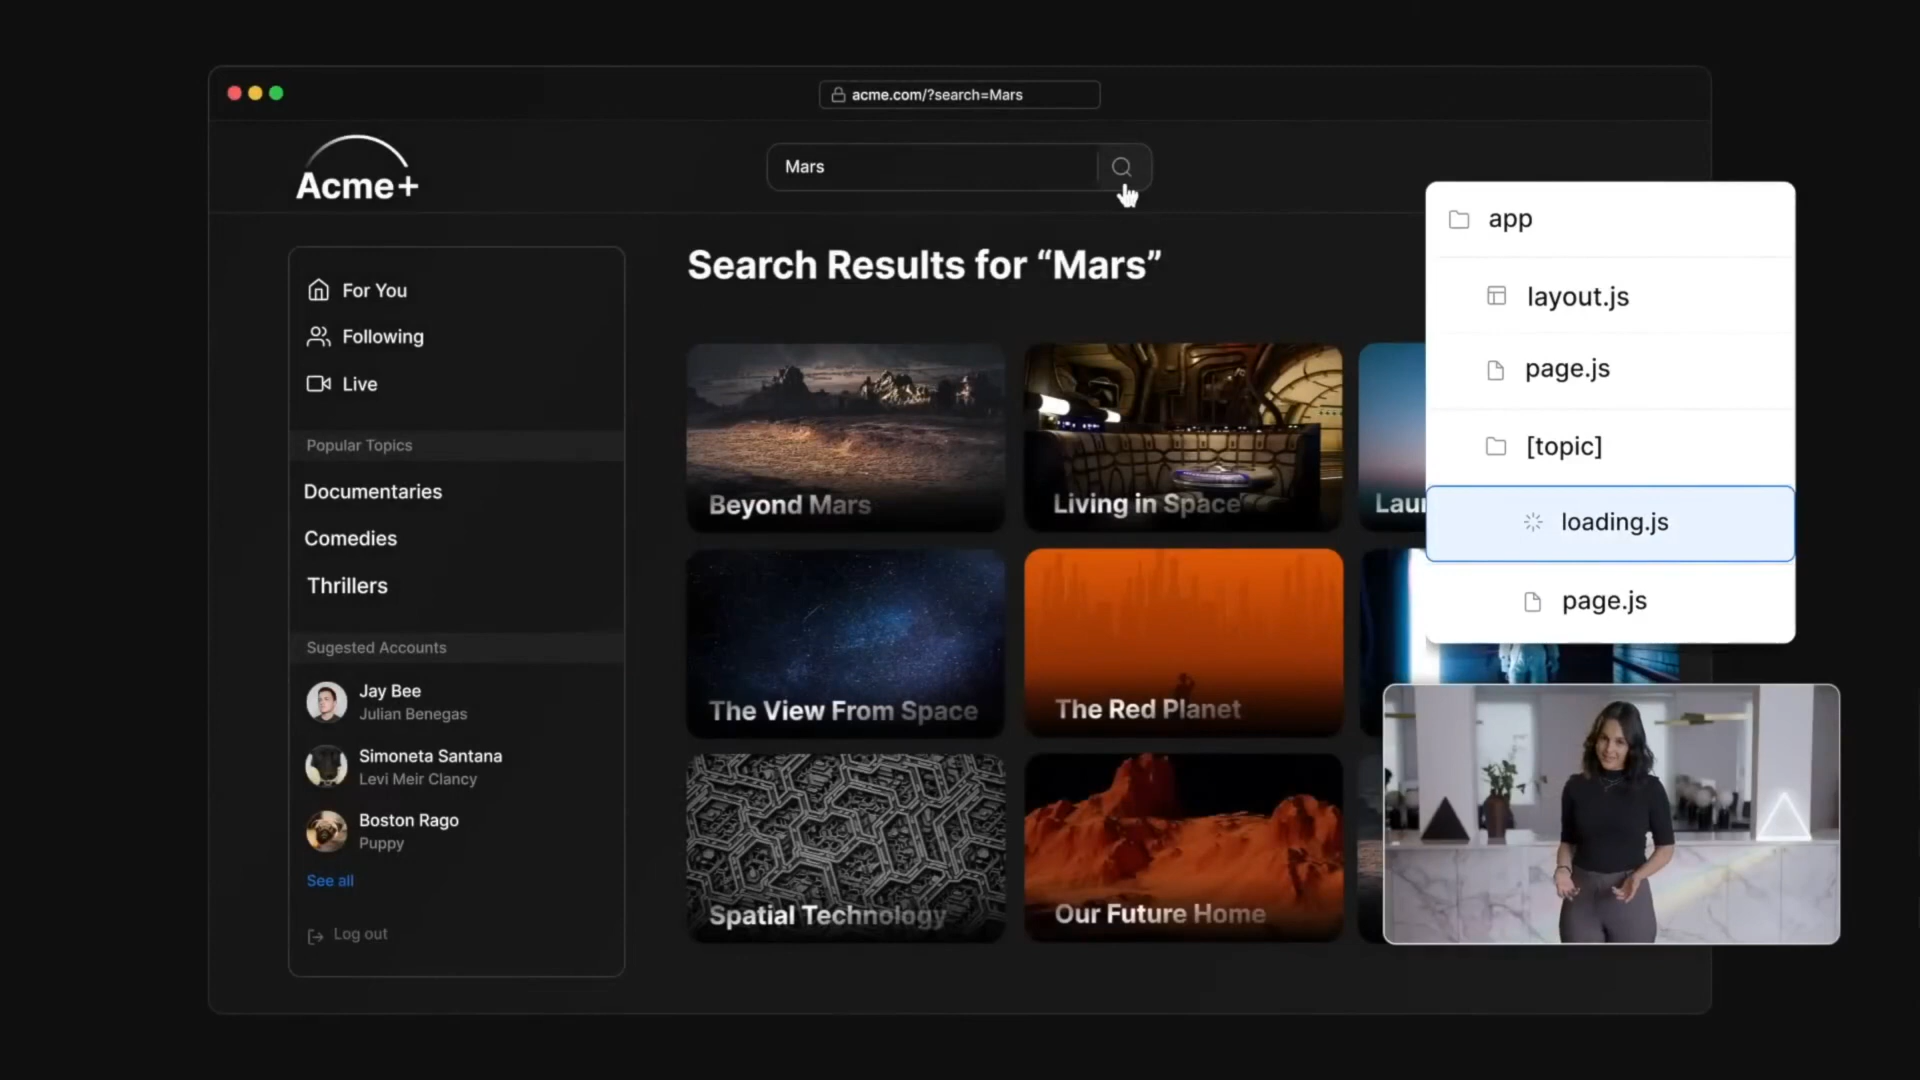 acme.com/?search=Mars
Acme+
Mars
Search Results for “Mars”
For You
Following
Live
Popular Topics
Documentaries
Comedies
Thrillers
Sugested Accounts
Jay Bee
Julian Benegas
Simoneta Santana
Levi Meir Clancy
Boston Rago
Puppy
See all
Log out
Beyond Mars
Living in Space
The View From Space
The Red Planet
Spatial Technology
Our Future Home
app
layout.js
page.js
[topic]
loading.js
page.js